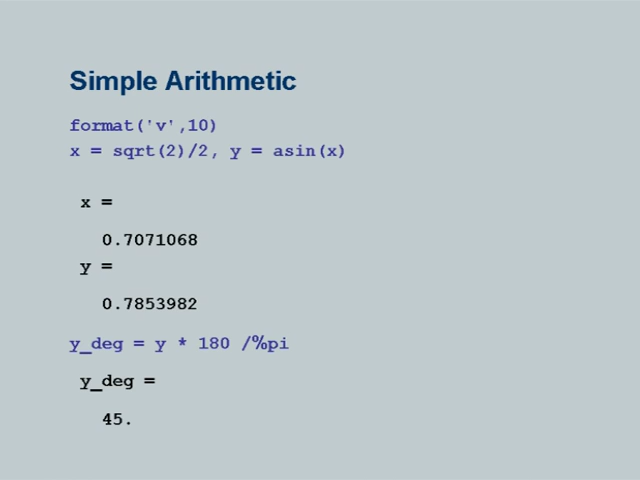 Simple Arithmetic
format('v',10)
x = sqrt(2)/2, y = asin(x)
x =
0.7071068
y =
0.7853982
y_deg = y * 180 /%pi
y_deg =
45.